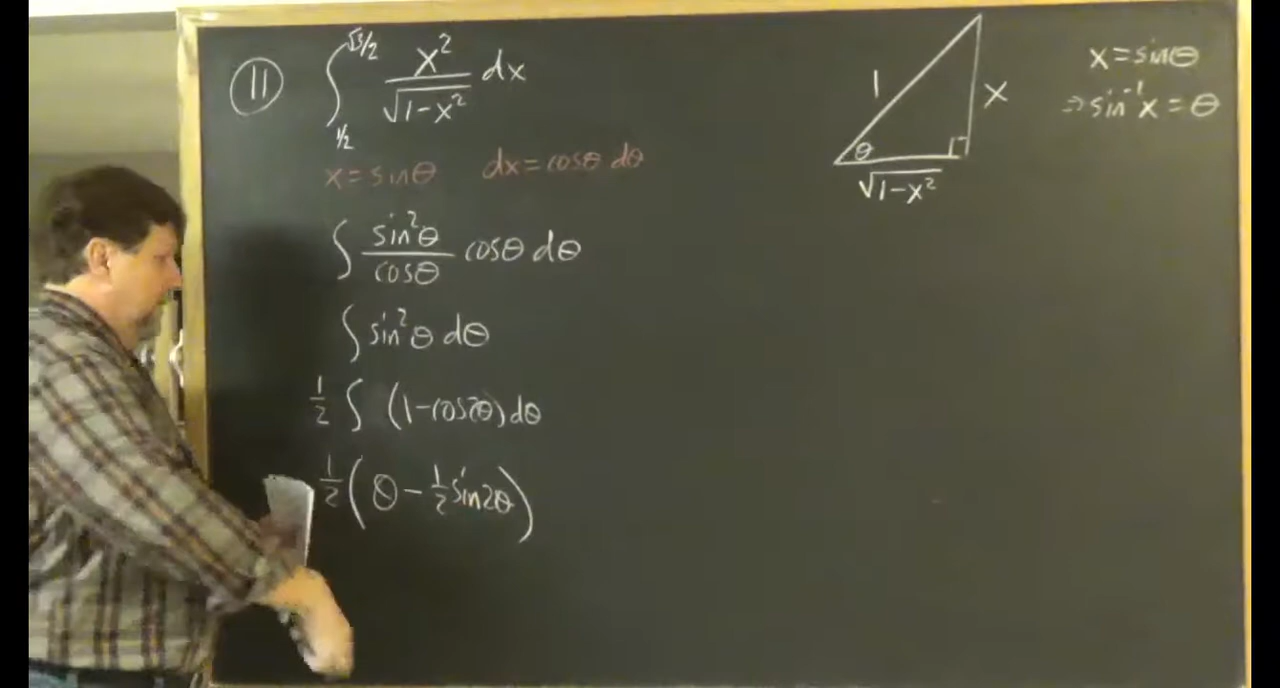 ⑪ ∫_{1/2}^{√3/2} x²/√(1-x²) dx
x = sinθ dx = cosθ dθ
∫ sin²θ/cosθ cosθ dθ
∫ sin²θ dθ
1/2 ∫ (1-cos2θ) dθ
1/2 (θ - 1/2 sin2θ)
1
x
θ
√(1-x²)
x = sinθ
⇒ sin⁻¹x = θ